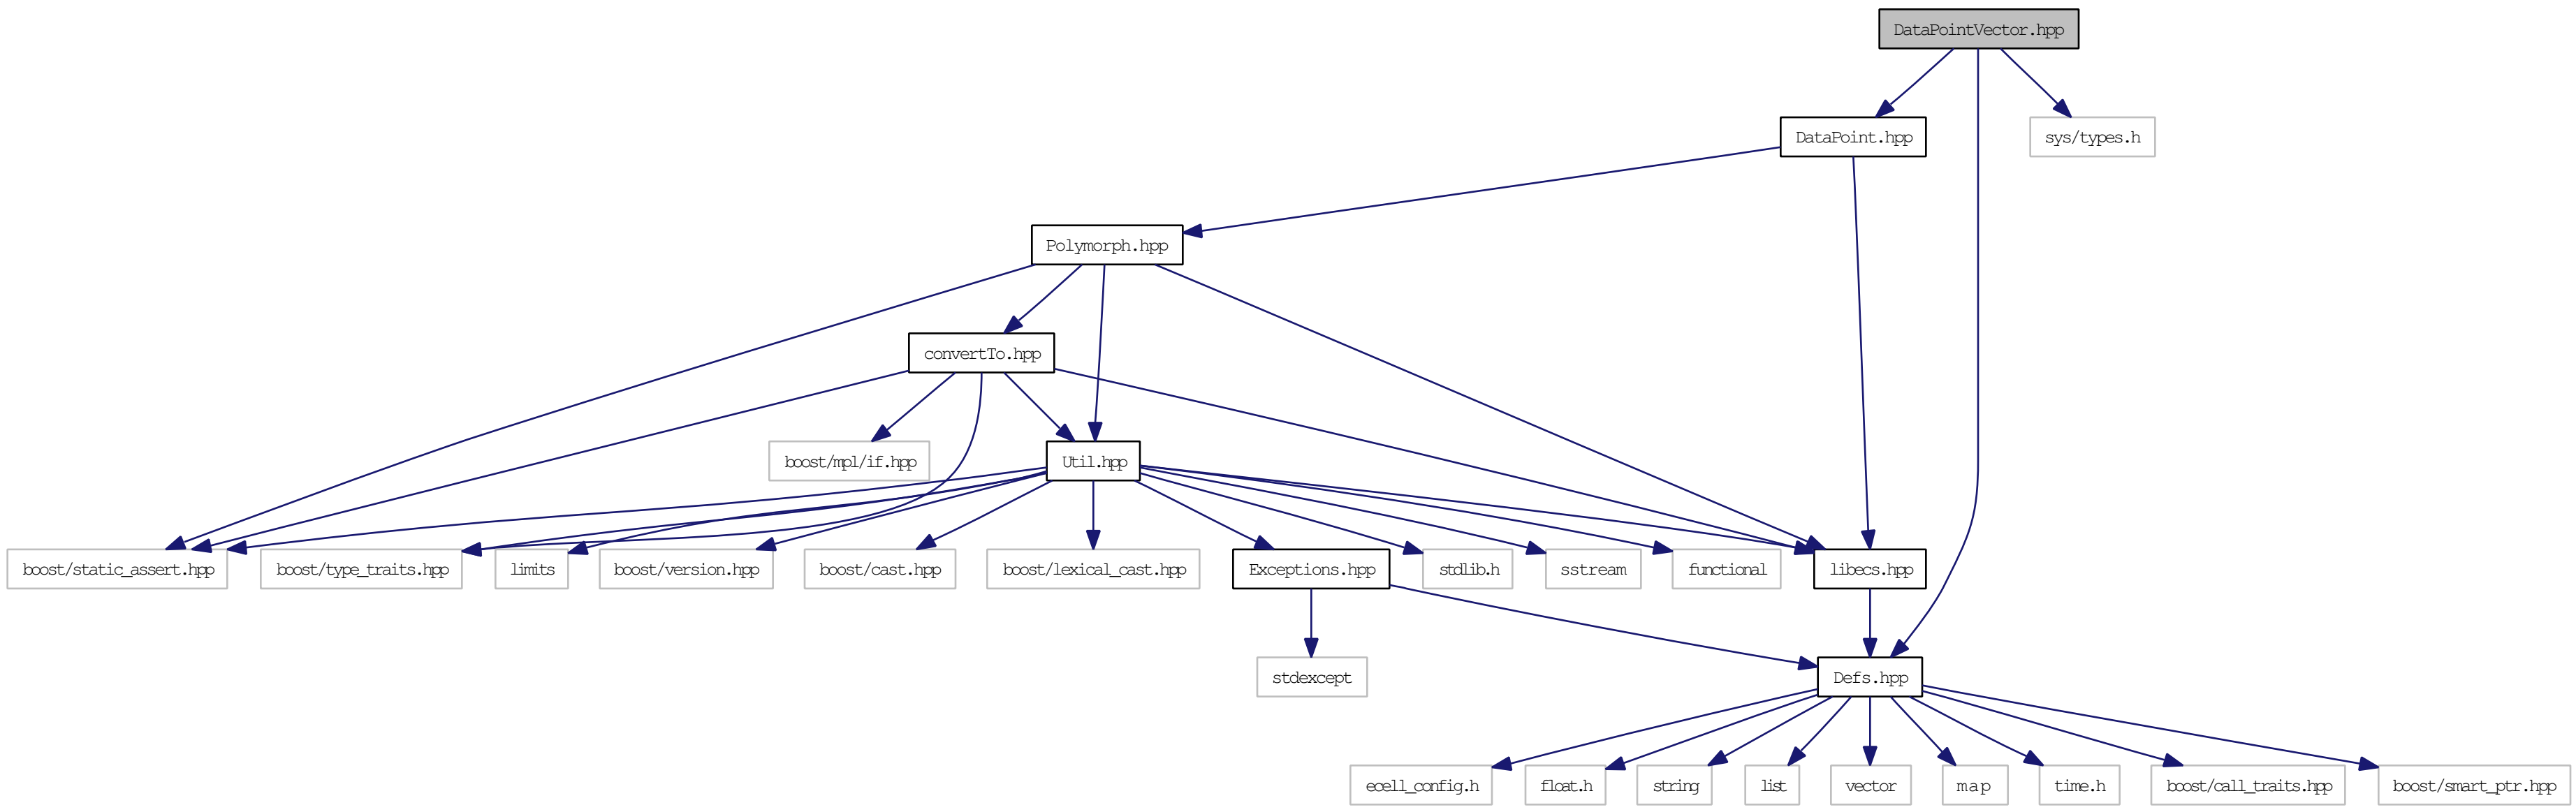 DataPointVector.hpp
DataPoint.hpp
sys/types.h
Polymorph.hpp
convertTo.hpp
boost/mpl/if.hpp
Util.hpp
boost/static_assert.hpp
boost/type_traits.hpp
limits
boost/version.hpp
boost/cast.hpp
boost/lexical_cast.hpp
Exceptions.hpp
stdlib.h
sstream
functional
libecs.hpp
stdexcept
Defs.hpp
ecell_config.h
float.h
string
list
vector
map
time.h
boost/call_traits.hpp
boost/smart_ptr.hpp